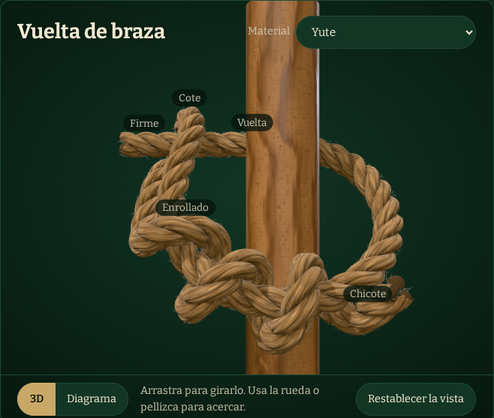 Vuelta de braza
Material Yute
Cote
Firme
Vuelta
Enrollado
Chicote
3D Diagrama
Arrastra para girarlo. Usa la rueda o
pellizca para acercar.
Restablecer la vista